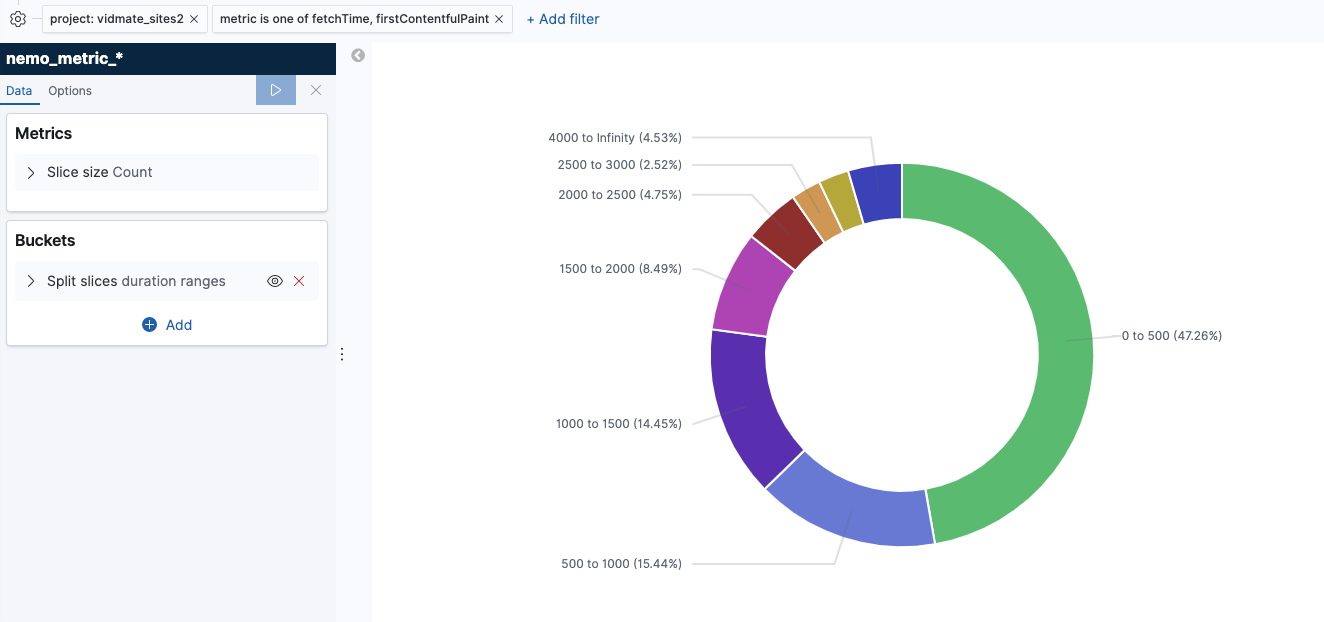 project: vidmate_sites2 ×
metric is one of fetchTime, firstContentfulPaint ×
+ Add filter
nemo_metric_*
Data
Options
Metrics
Slice size Count
Buckets
Split slices duration ranges
Add
4000 to Infinity (4.53%)
2500 to 3000 (2.52%)
2000 to 2500 (4.75%)
1500 to 2000 (8.49%)
0 to 500 (47.26%)
1000 to 1500 (14.45%)
500 to 1000 (15.44%)